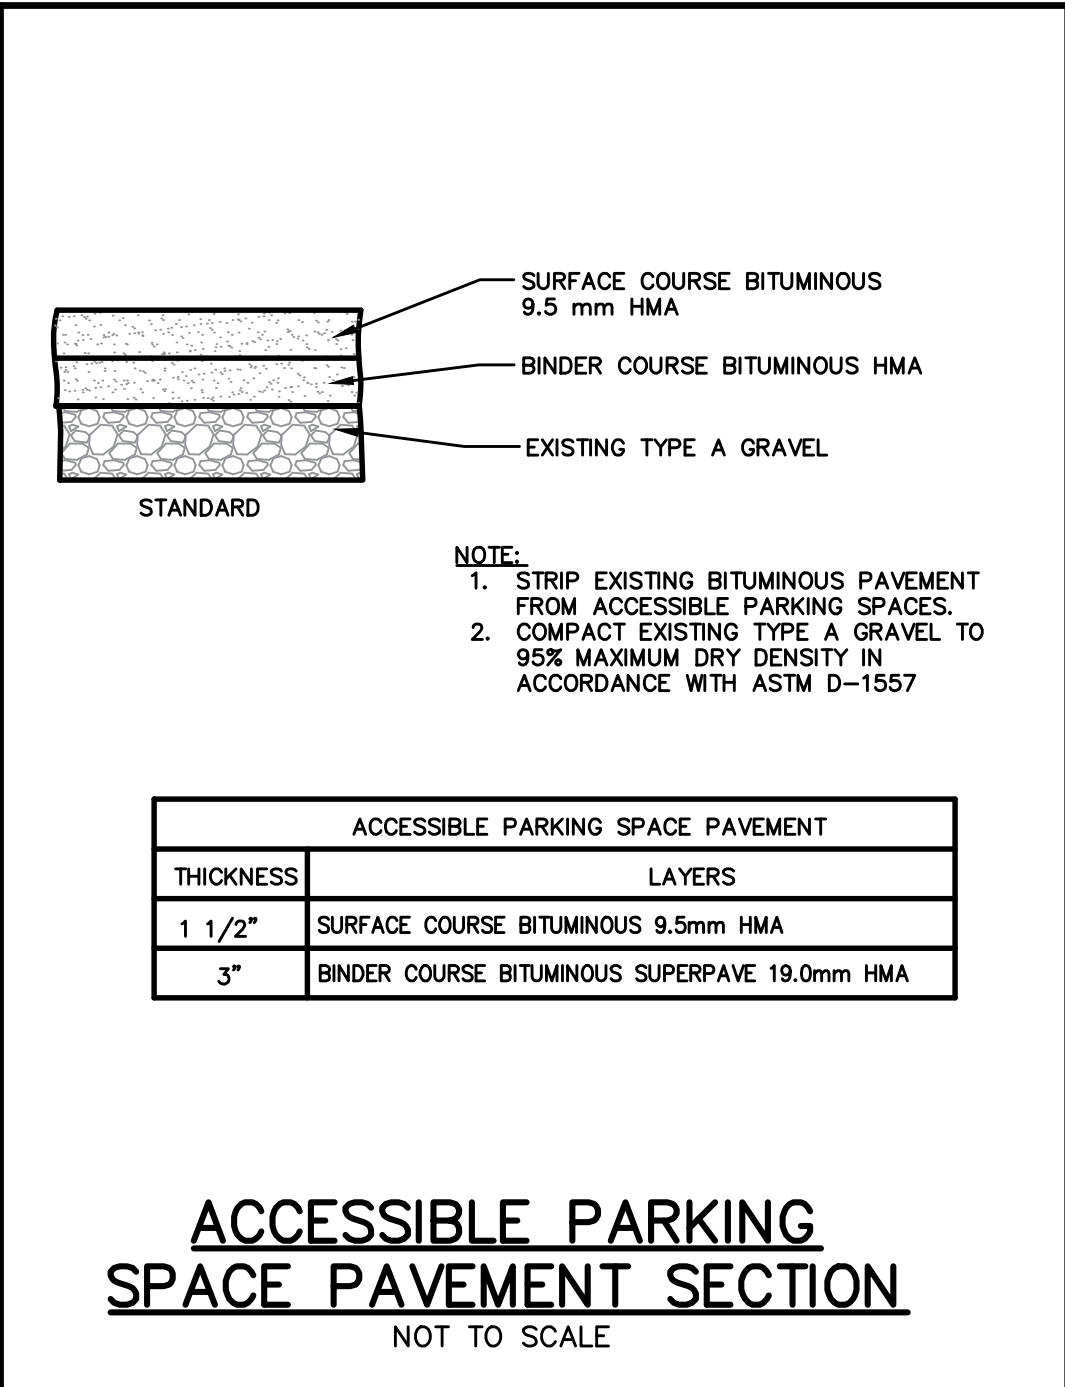 SURFACE COURSE BITUMINOUS
9.5 mm HMA
BINDER COURSE BITUMINOUS HMA
EXISTING TYPE A GRAVEL
STANDARD
NOTE:
1. STRIP EXISTING BITUMINOUS PAVEMENT
FROM ACCESSIBLE PARKING SPACES.
2. COMPACT EXISTING TYPE A GRAVEL TO
95% MAXIMUM DRY DENSITY IN
ACCORDANCE WITH ASTM D-1557
ACCESSIBLE PARKING SPACE PAVEMENT
THICKNESS LAYERS
1 1/2" SURFACE COURSE BITUMINOUS 9.5mm HMA
3" BINDER COURSE BITUMINOUS SUPERPAVE 19.0mm HMA
ACCESSIBLE PARKING
SPACE PAVEMENT SECTION
NOT TO SCALE